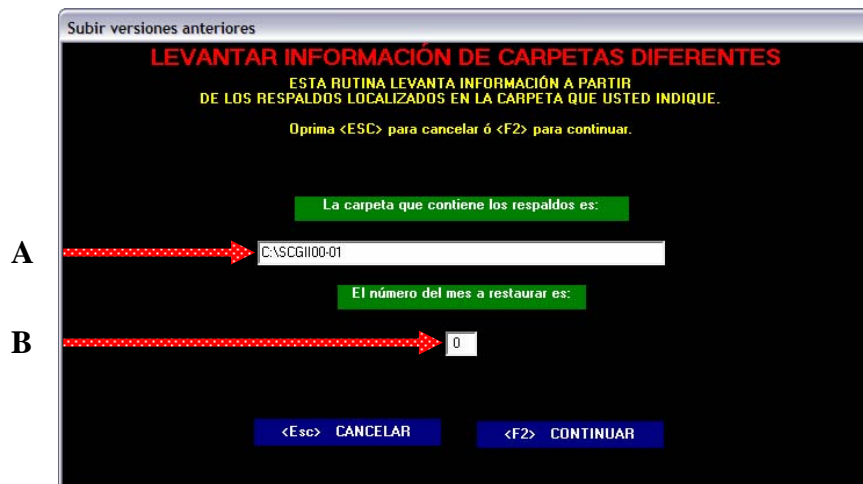 Subir versiones anteriores
LEVANTAR INFORMACIÓN DE CARPETAS DIFERENTES
ESTA RUTINA LEVANTA INFORMACIÓN A PARTIR
DE LOS RESPALDOS LOCALIZADOS EN LA CARPETA QUE USTED INDIQUE.
Oprima <ESC> para cancelar ó <F2> para continuar.
La carpeta que contiene los respaldos es:
A
C:\SCGII00-01
El número del mes a restaurar es:
B
0
<Esc> CANCELAR
<F2> CONTINUAR